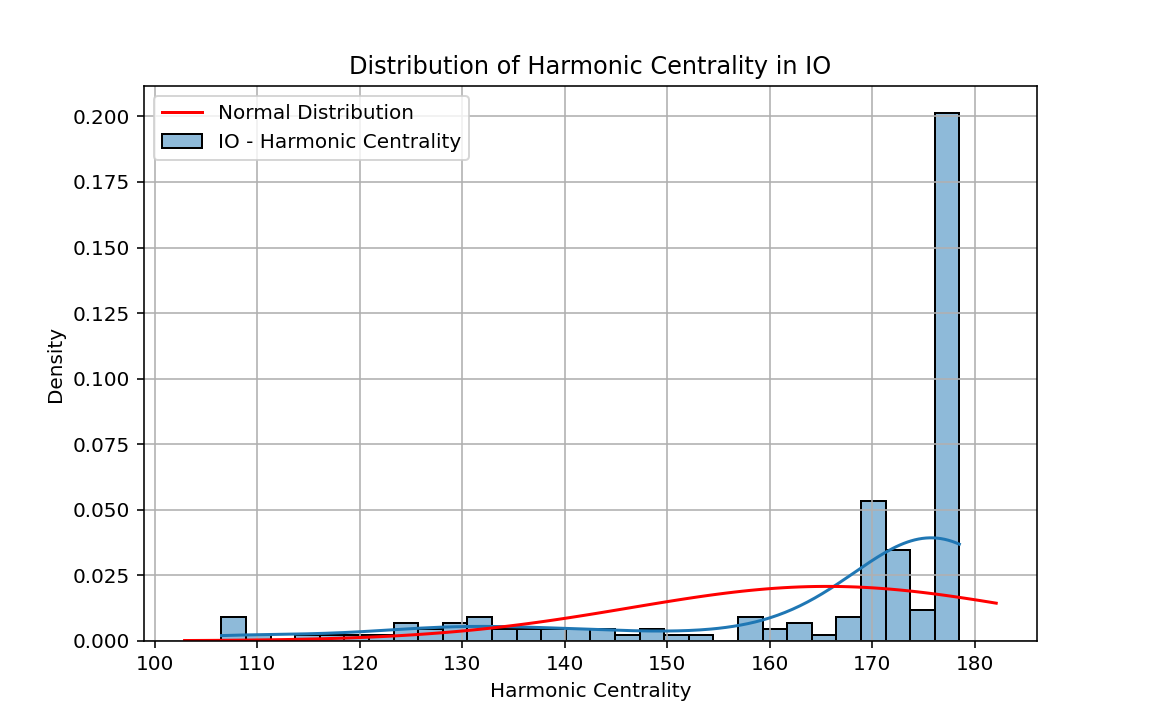 Distribution of Harmonic Centrality in IO
Normal Distribution
IO - Harmonic Centrality
0.200
0.175
0.150
0.125
0.100
0.075
0.050
0.025
0.000
Density
100 110 120 130 140 150 160 170 180
Harmonic Centrality